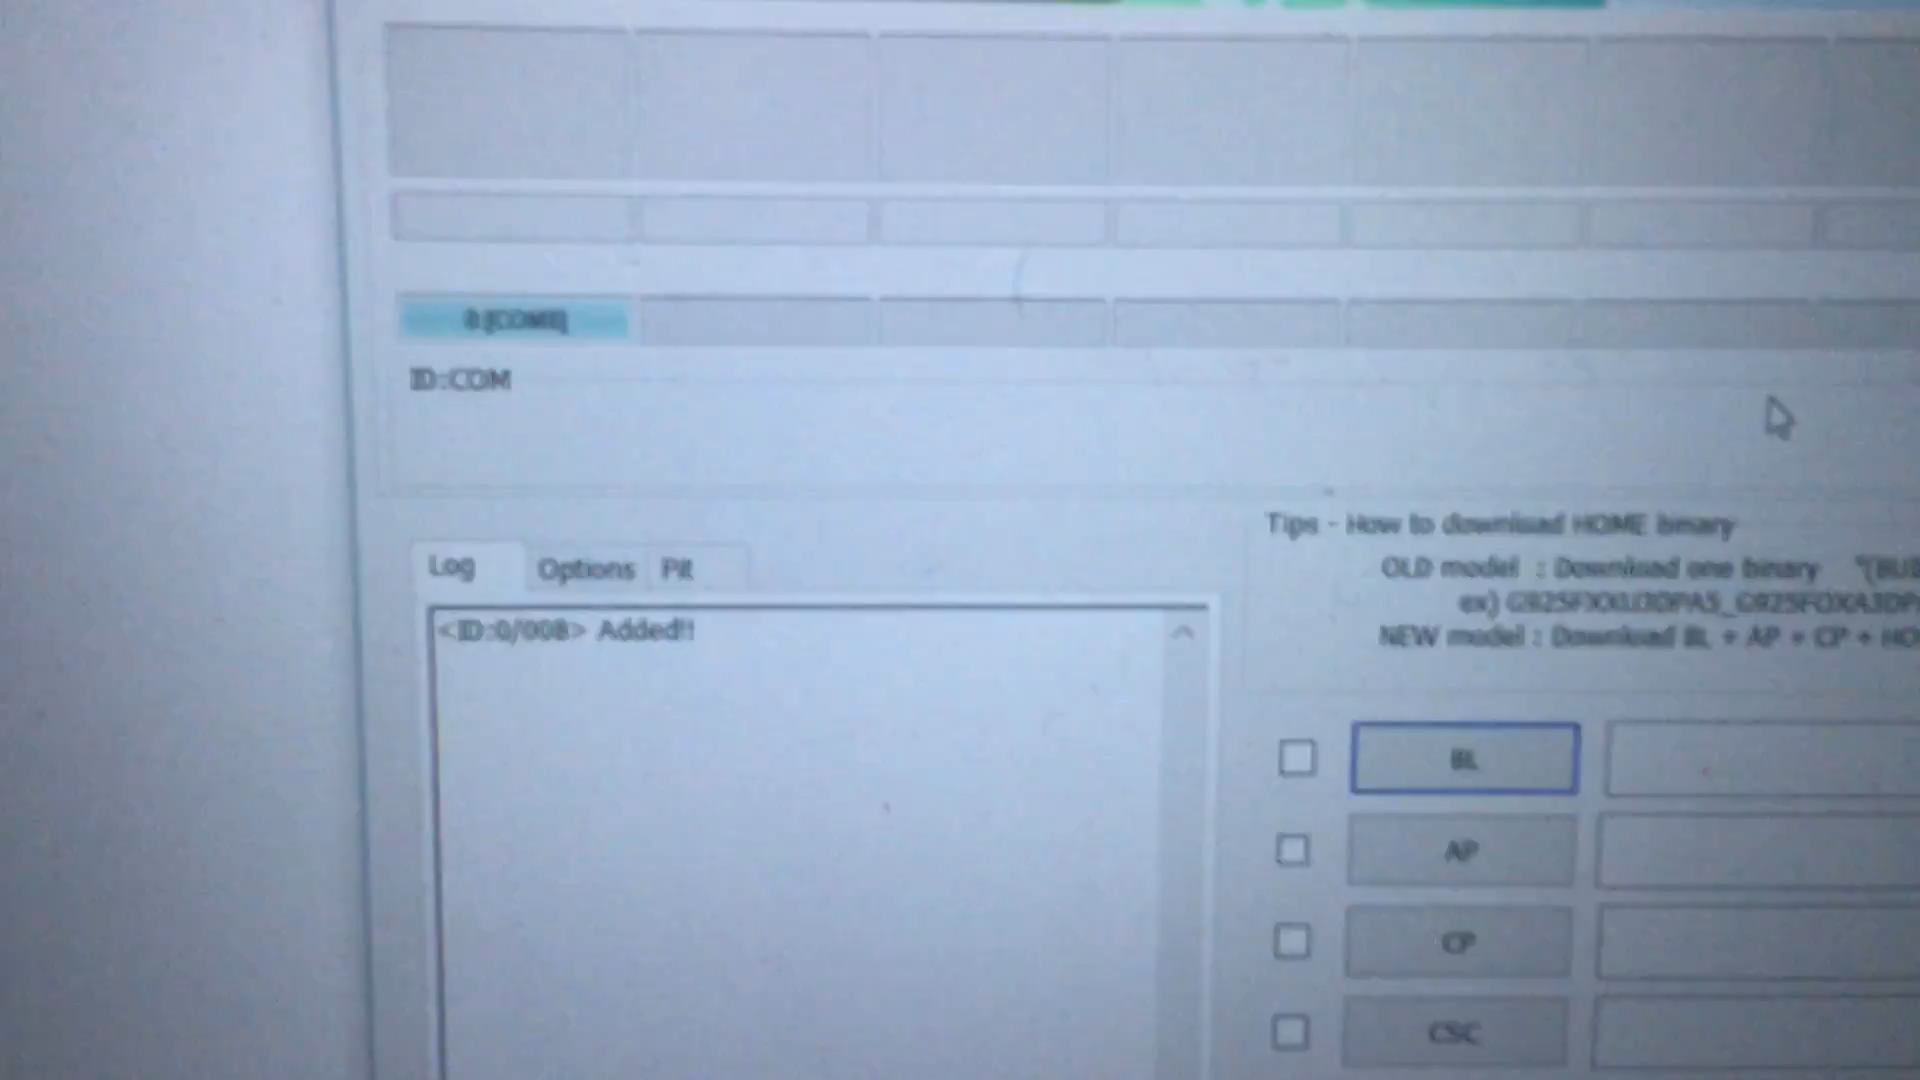 0:[COM8]
ID:COM
Log Options Pit
<ID:0/008> Added!!
Tips - How to download HOME binary
OLD model : Download one binary
ex)
NEW model : Download BL + AP + CP +
BL
AP
CP
CSC